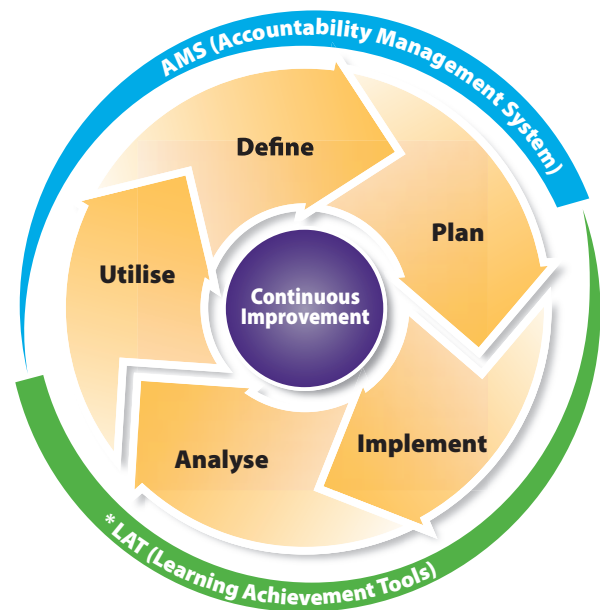 AMS (Accountability Management System)
Define
Plan
Utilise
Continuous
Improvement
Implement
Analyse
* LAT (Learning Achievement Tools)